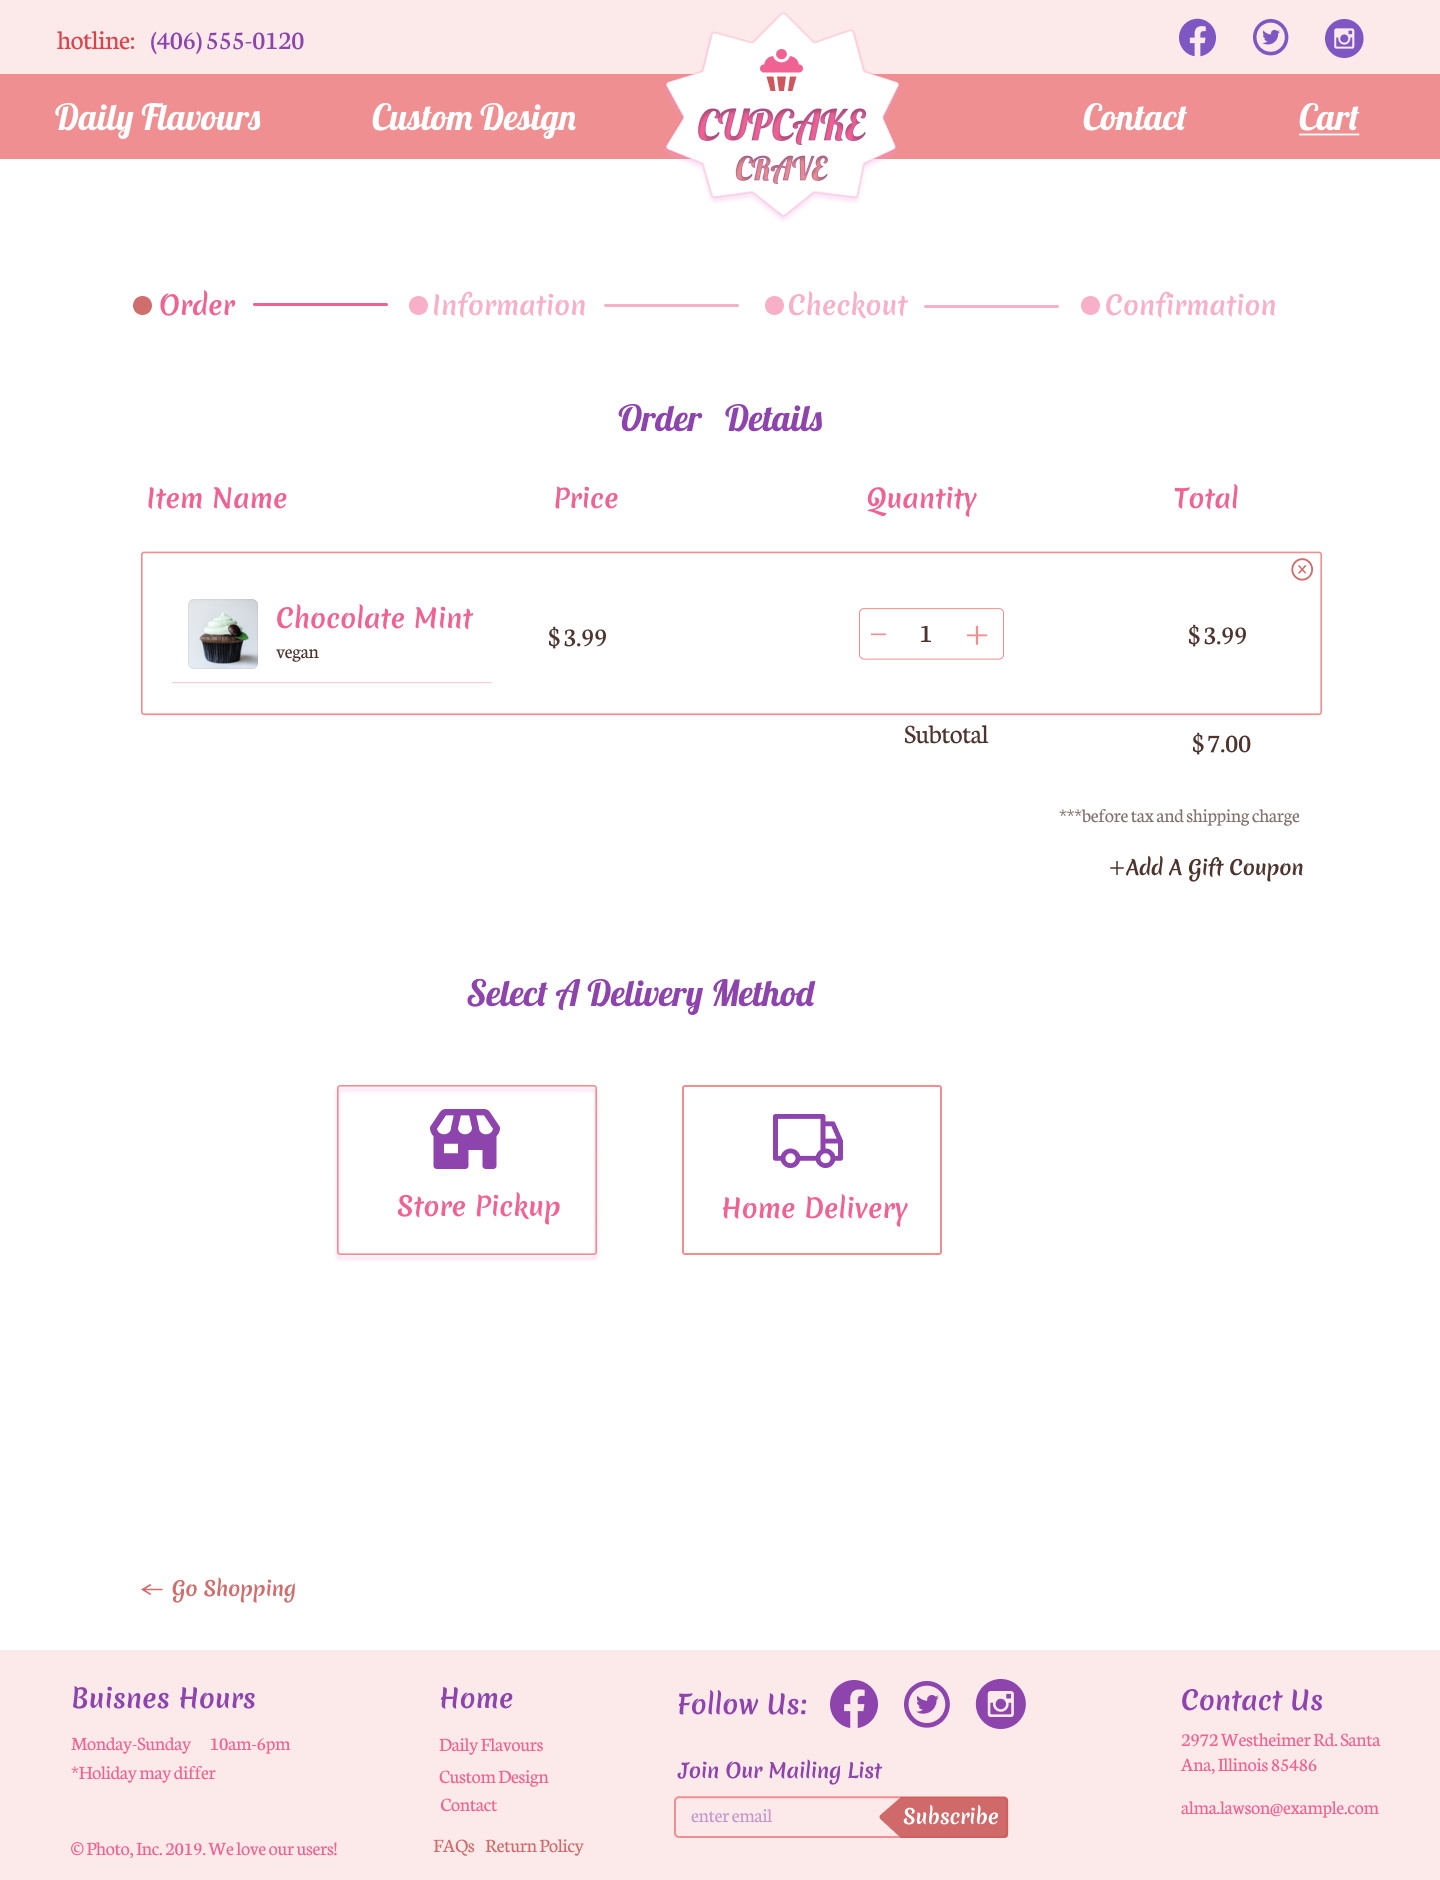 hotline: (406) 555-0120
Daily Flavours Custom Design Contact Cart
CUPCAKE
CRAVE
Order Information Checkout Confirmation
Order Details
Item Name Price Quantity Total
Chocolate Mint
vegan
$ 3.99
− 1 +
$ 3.99
Subtotal $ 7.00
***before tax and shipping charge
+Add A Gift Coupon
Select A Delivery Method
Store Pickup
Home Delivery
← Go Shopping
Buisnes Hours
Monday-Sunday 10am-6pm
*Holiday may differ
© Photo, Inc. 2019. We love our users!
Home
Daily Flavours
Custom Design
Contact
FAQs Return Policy
Follow Us:
Join Our Mailing List
enter email Subscribe
Contact Us
2972 Westheimer Rd. Santa
Ana, Illinois 85486
alma.lawson@example.com